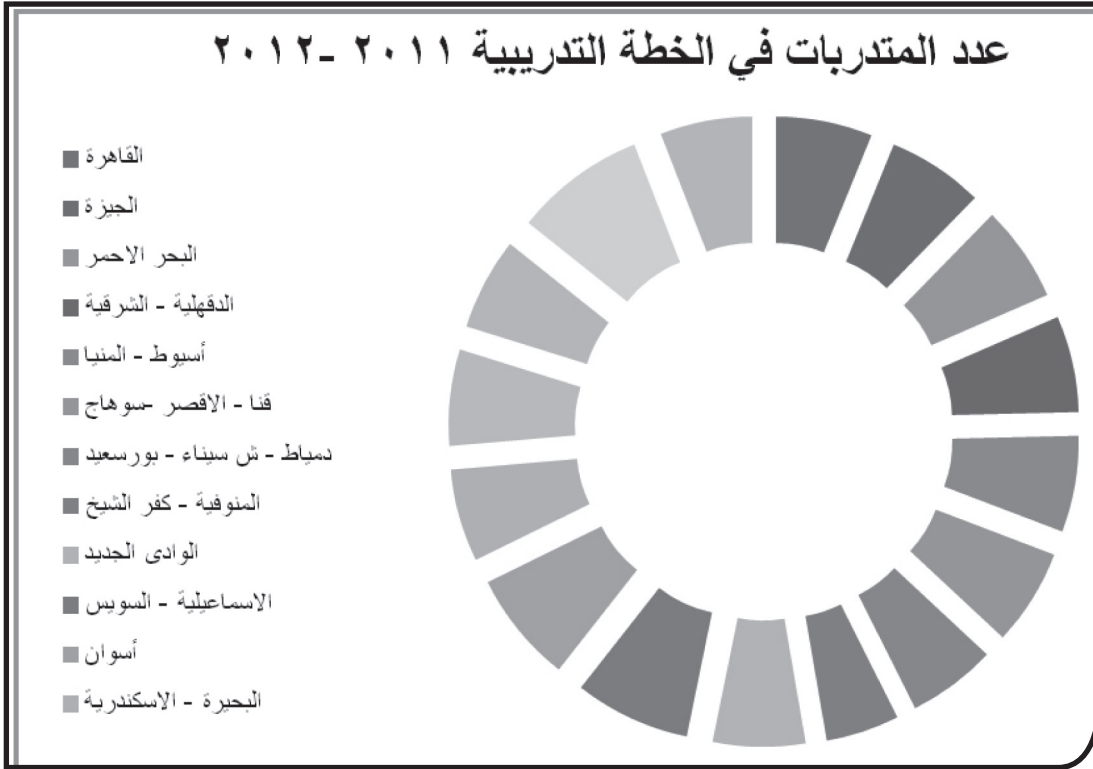 عدد المتدربات في الخطة التدريبية ٢٠١١ -٢٠١٢
القاهرة
الجيزة
البحر الاحمر
الدقهلية - الشرقية
أسيوط - المنيا
قنا - الاقصر -سوهاج
دمياط - ش سيناء - بورسعيد
المنوفية - كفر الشيخ
الوادى الجديد
الاسماعيلية - السويس
أسوان
البحيرة - الاسكندرية